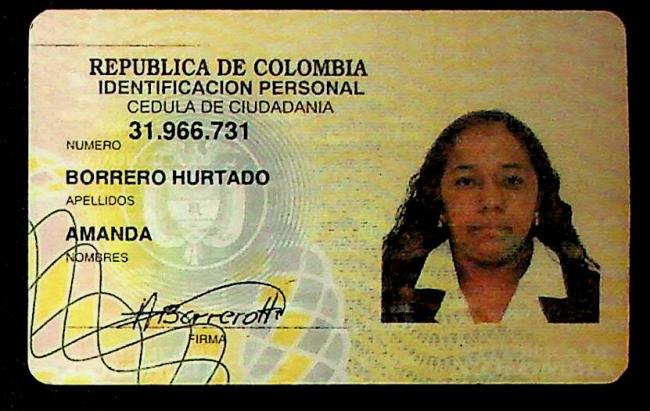 REPUBLICA DE COLOMBIA
IDENTIFICACION PERSONAL
CEDULA DE CIUDADANIA
NUMERO 31.966.731
BORRERO HURTADO
APELLIDOS
AMANDA
NOMBRES
ABorreroH
FIRMA